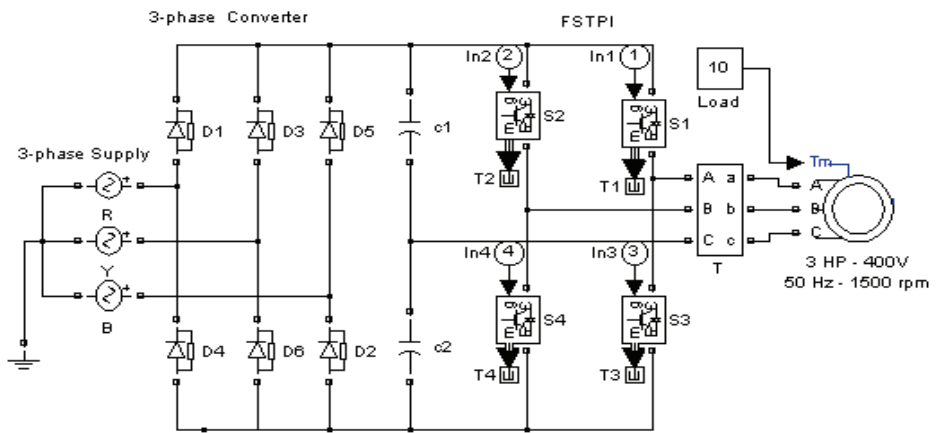 3-phase Converter
FSTPI
In2 2
In1 1
10
Load
S2
S1
D1
D3
D5
c1
3-phase Supply
T2
T1
Tm
R
A a
B b
C c
A
B
C
In4 4
In3 3
T
Y
3 HP - 400V
50 Hz - 1500 rpm
B
S4
S3
D4
D6
D2
c2
T4
T3